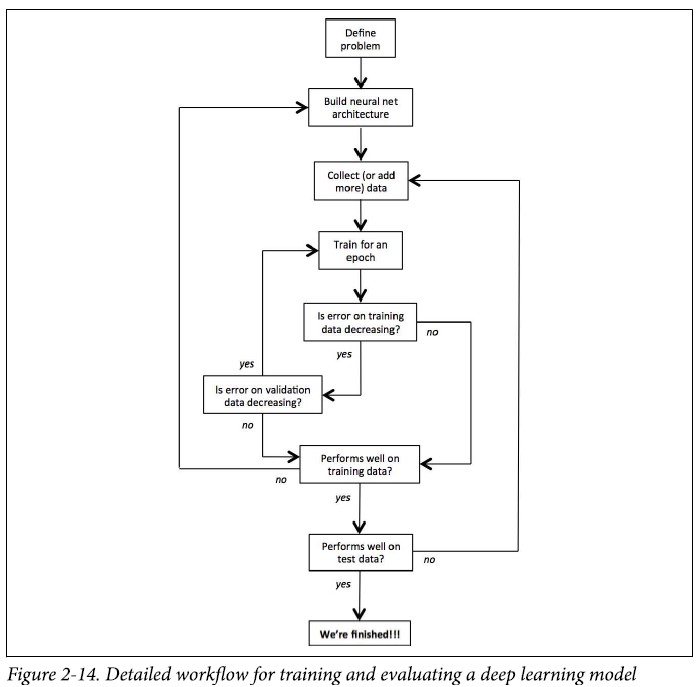 Define
problem
Build neural net
architecture
Collect (or add
more) data
Train for an
epoch
Is error on training
data decreasing?
no
yes
yes
Is error on validation
data decreasing?
no
Performs well on
training data?
no
yes
Performs well on
test data?
no
yes
We're finished!!!
Figure 2-14. Detailed workflow for training and evaluating a deep learning model